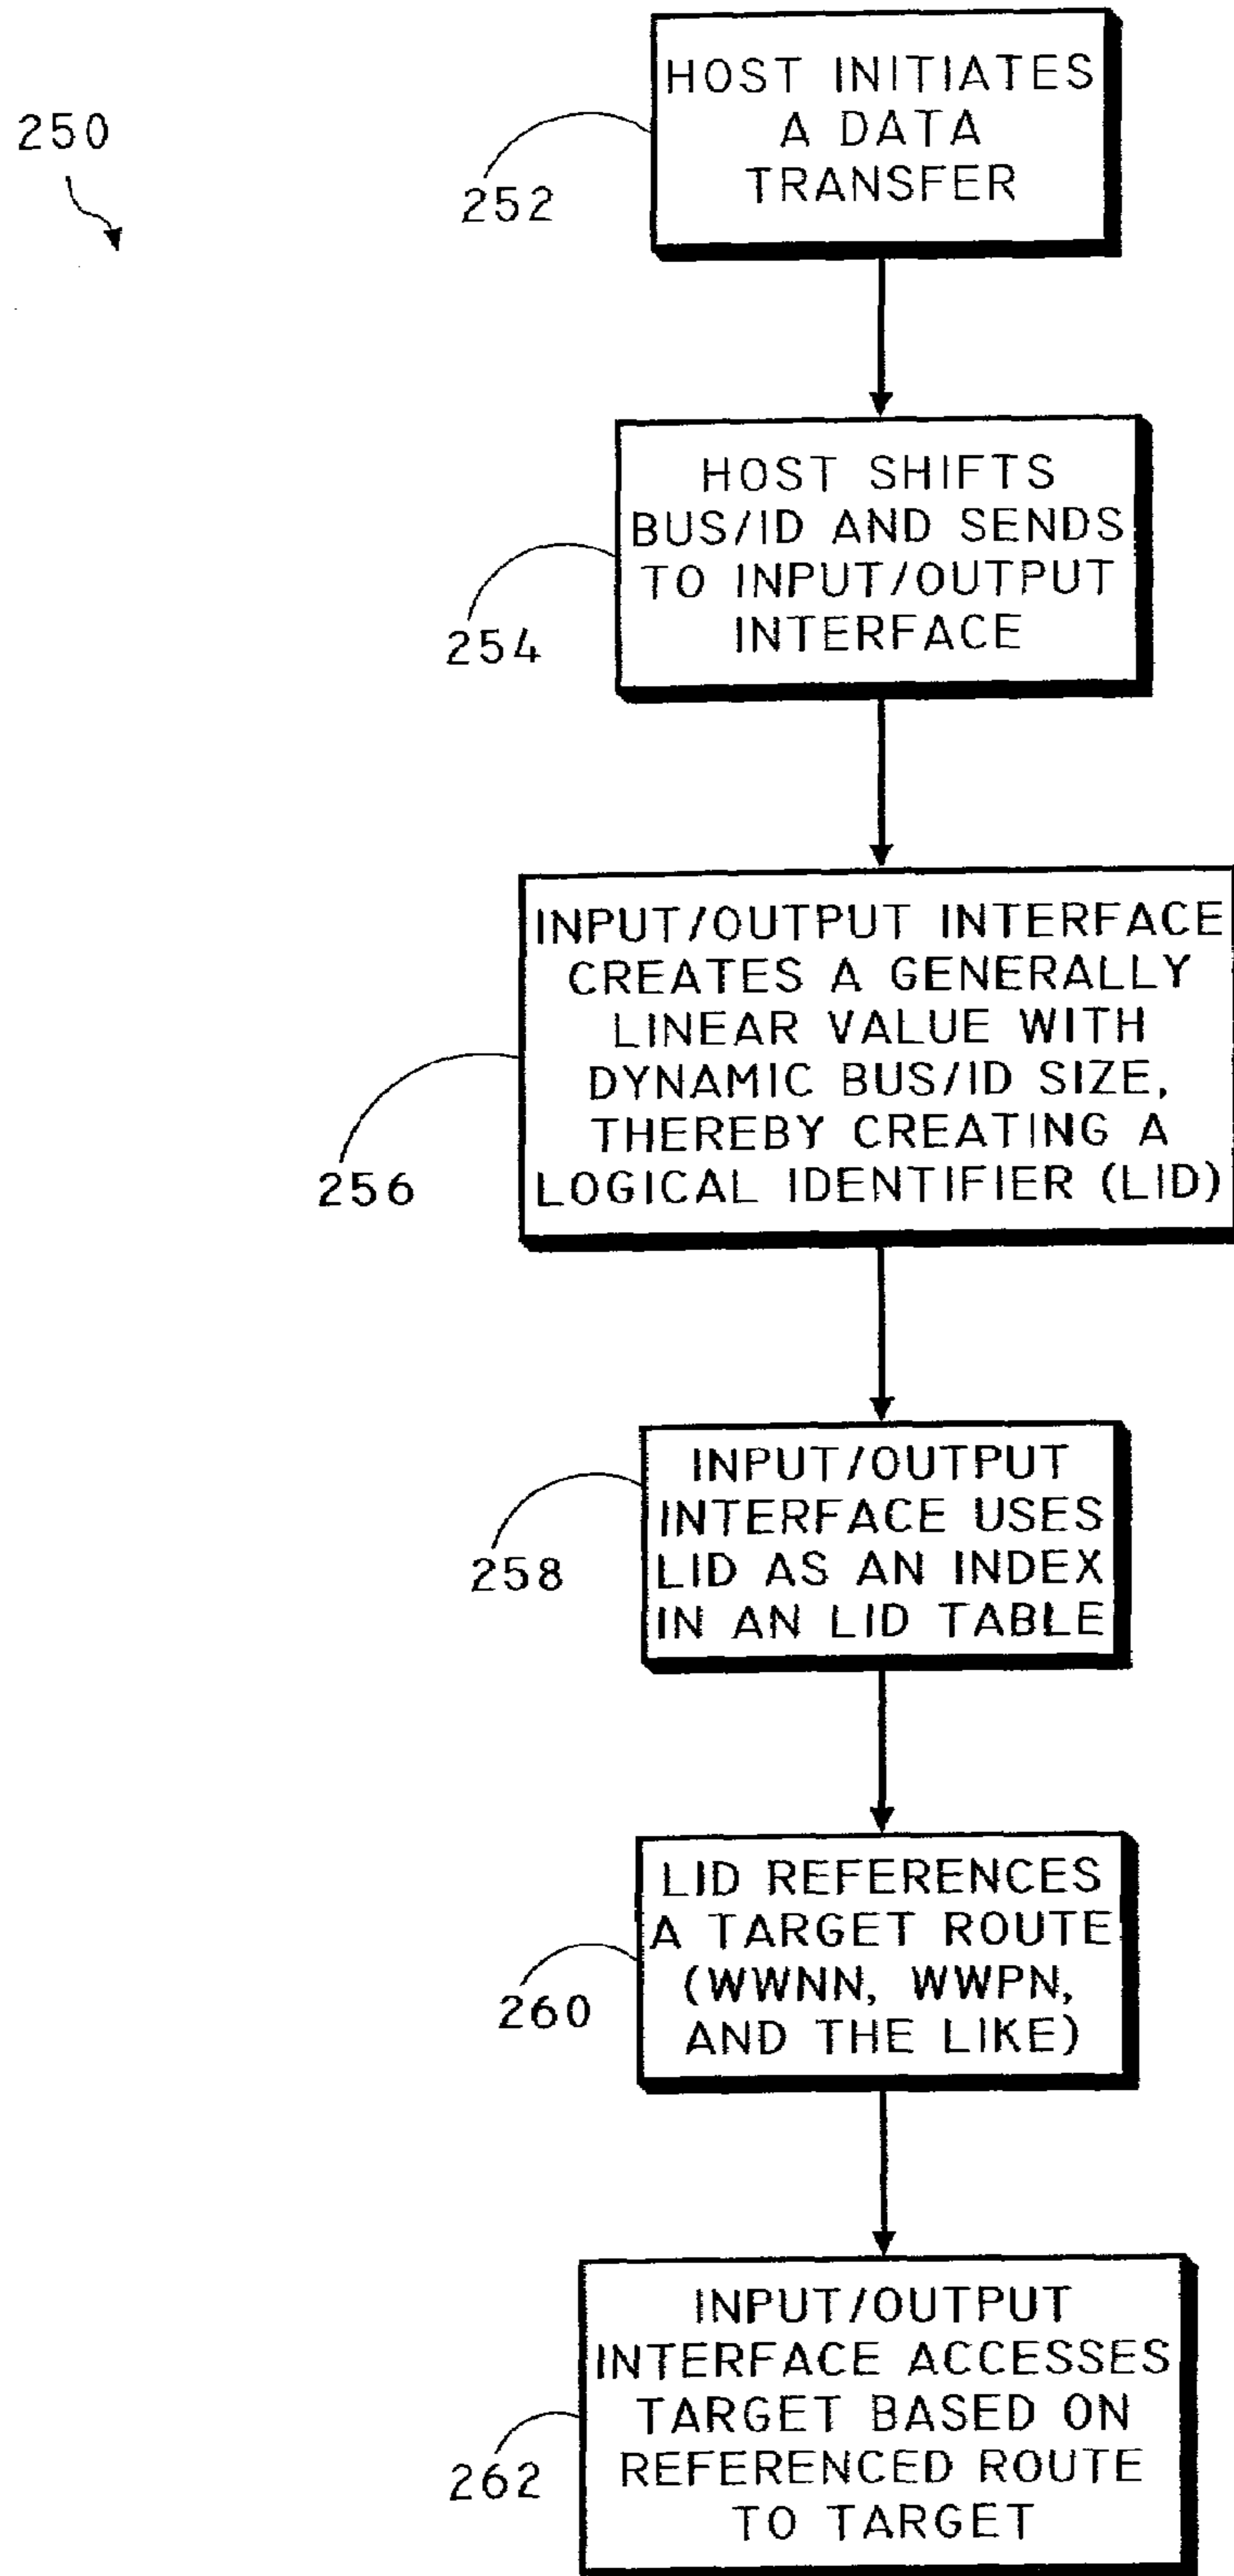 250
HOST INITIATES
A DATA
TRANSFER
252
HOST SHIFTS
BUS/ID AND SENDS
TO INPUT/OUTPUT
INTERFACE
254
INPUT/OUTPUT INTERFACE
CREATES A GENERALLY
LINEAR VALUE WITH
DYNAMIC BUS/ID SIZE,
THEREBY CREATING A
LOGICAL IDENTIFIER (LID)
256
INPUT/OUTPUT
INTERFACE USES
LID AS AN INDEX
IN AN LID TABLE
258
LID REFERENCES
A TARGET ROUTE
(WWNN, WWPN,
AND THE LIKE)
260
INPUT/OUTPUT
INTERFACE ACCESSES
TARGET BASED ON
REFERENCED ROUTE
TO TARGET
262